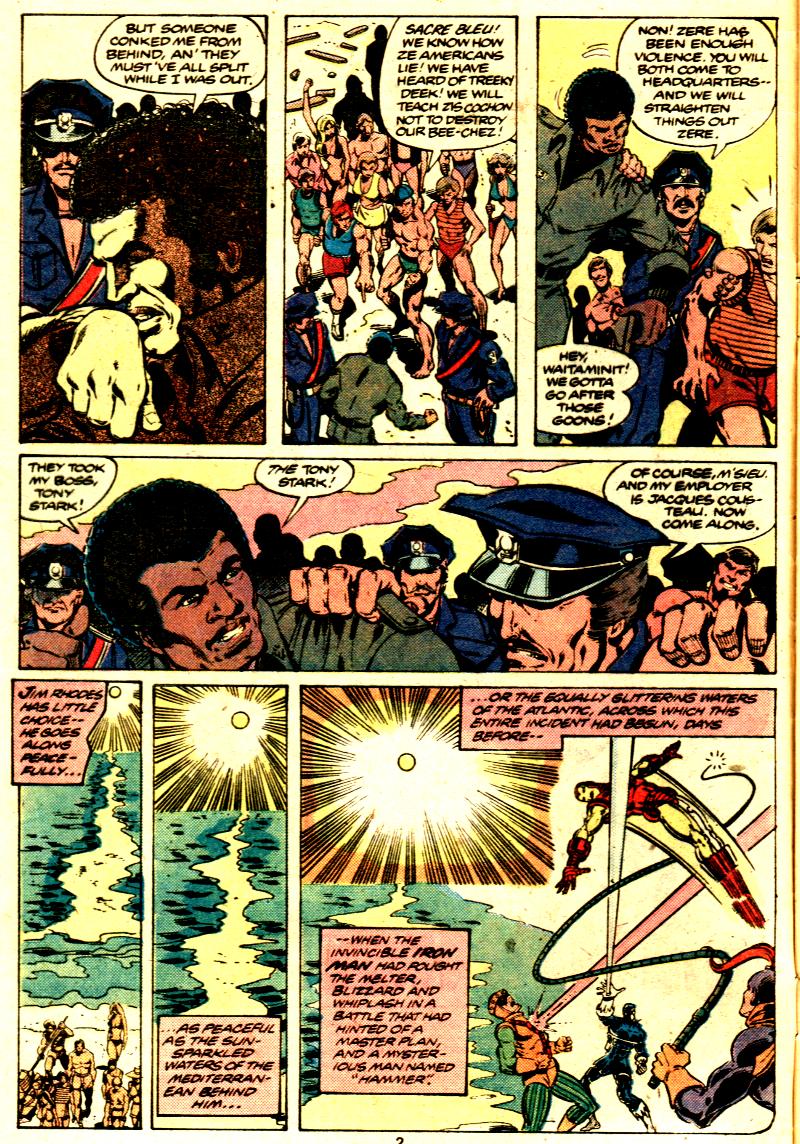 BUT SOMEONE
CONKED ME FROM
BEHIND, AN' THEY
MUST'VE ALL SPLIT
WHILE I WAS OUT.
SACRE BLEU!
WE KNOW HOW
ZE AMERICANS
LIE! WE HAVE
HEARD OF TREEKY
DEEK! WE WILL
TEACH ZIS COCHON
NOT TO DESTROY
OUR BEE-CHEZ!
NON! ZERE HAS
BEEN ENOUGH
VIOLENCE. YOU WILL
BOTH COME TO
HEADQUARTERS--
AND WE WILL
STRAIGHTEN
THINGS OUT
ZERE.
HEY,
WAITAMINIT!
WE GOTTA
GO AFTER
THOSE
GOONS!
THEY TOOK
MY BOSS,
TONY
STARK!
THE TONY
STARK!
OF COURSE, M'SIEU.
AND MY EMPLOYER
IS JACQUES COUS-
TEAU. NOW
COME ALONG.
JIM RHODES
HAS LITTLE
CHOICE--
HE GOES
ALONG
PEACE-
FULLY...
...AS PEACEFUL
AS THE SUN-
SPARKLED
WATERS OF THE
MEDITERRAN-
EAN BEHIND
HIM...
...OR THE EQUALLY GLITTERING WATERS
OF THE ATLANTIC, ACROSS WHICH THIS
ENTIRE INCIDENT HAD BEGUN, DAYS
BEFORE--
--WHEN THE
INVINCIBLE IRON
MAN HAD FOUGHT
THE MELTER,
BLIZZARD AND
WHIPLASH IN A
BATTLE THAT HAD
HINTED OF A
MASTER PLAN,
AND A MYSTER-
IOUS MAN NAMED
"HAMMER".
2